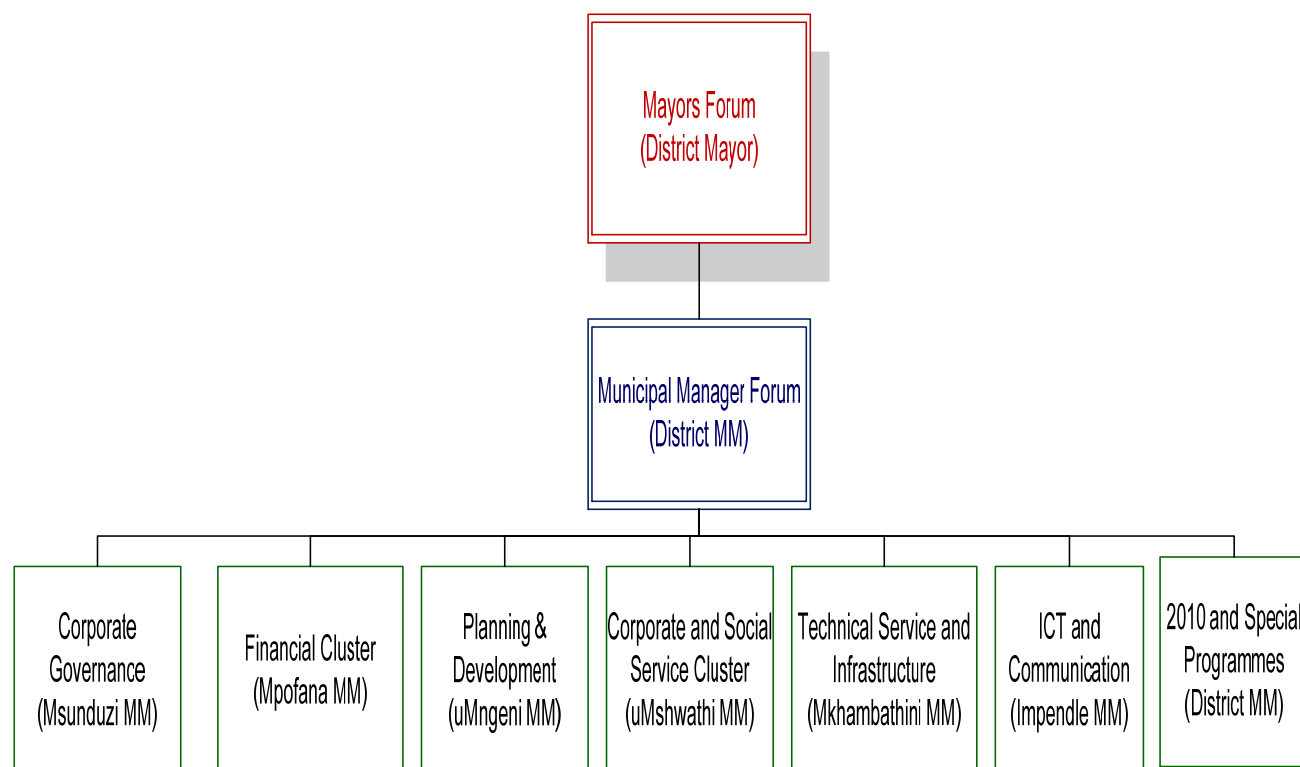 Mayors Forum
(District Mayor)
Municipal Manager Forum
(District MM)
Corporate
Governance
(Msunduzi MM)
Financial Cluster
(Mpofana MM)
Planning &
Development
(uMngeni MM)
Corporate and Social
Service Cluster
(uMshwathi MM)
Technical Service and
Infrastructure
(Mkhambathini MM)
ICT and
Communication
(Impendle MM)
2010 and Special
Programmes
(District MM)